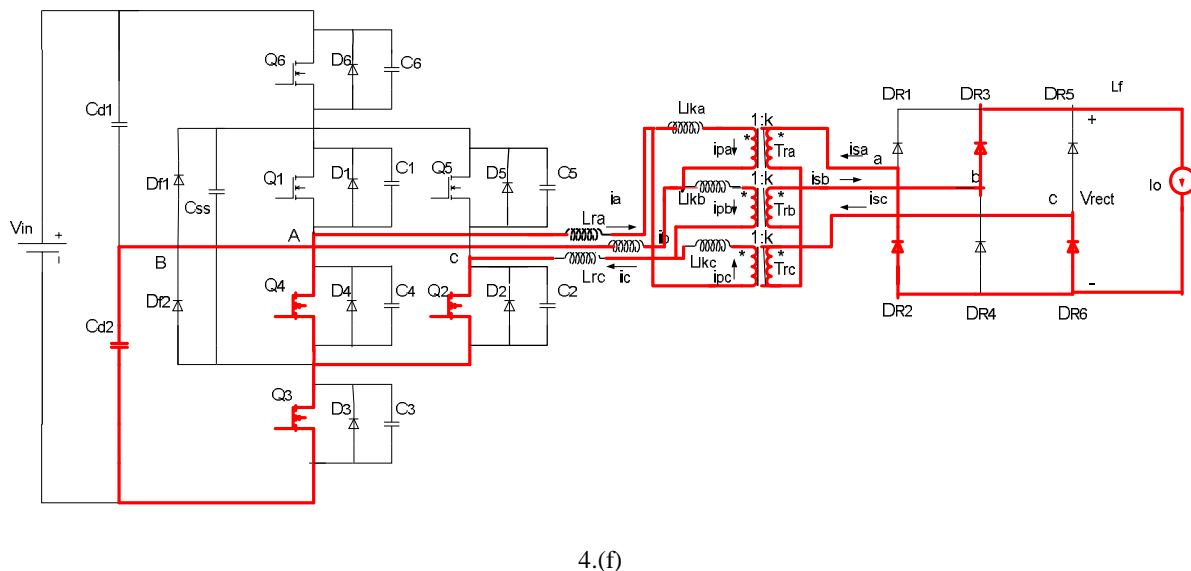 Q6
D6
C6
Cd1
Llka
1:k
DR1
DR3
DR5
Lf
+
ipa
*
*
Tra
isa
a
Df1
Css
Q1
D1
C1
Q5
D5
C5
Vin
+
-
A
B
c
ia
Lra
ib
Llkb
1:k
isb
b
Io
ipb
*
*
Trb
isc
c
Vrect
Lrc
ic
Llkc
1:k
ipc
*
*
Trc
Df2
Q4
D4
C4
Q2
D2
C2
Cd2
-
DR2
DR4
DR6
Q3
D3
C3
4.(f)